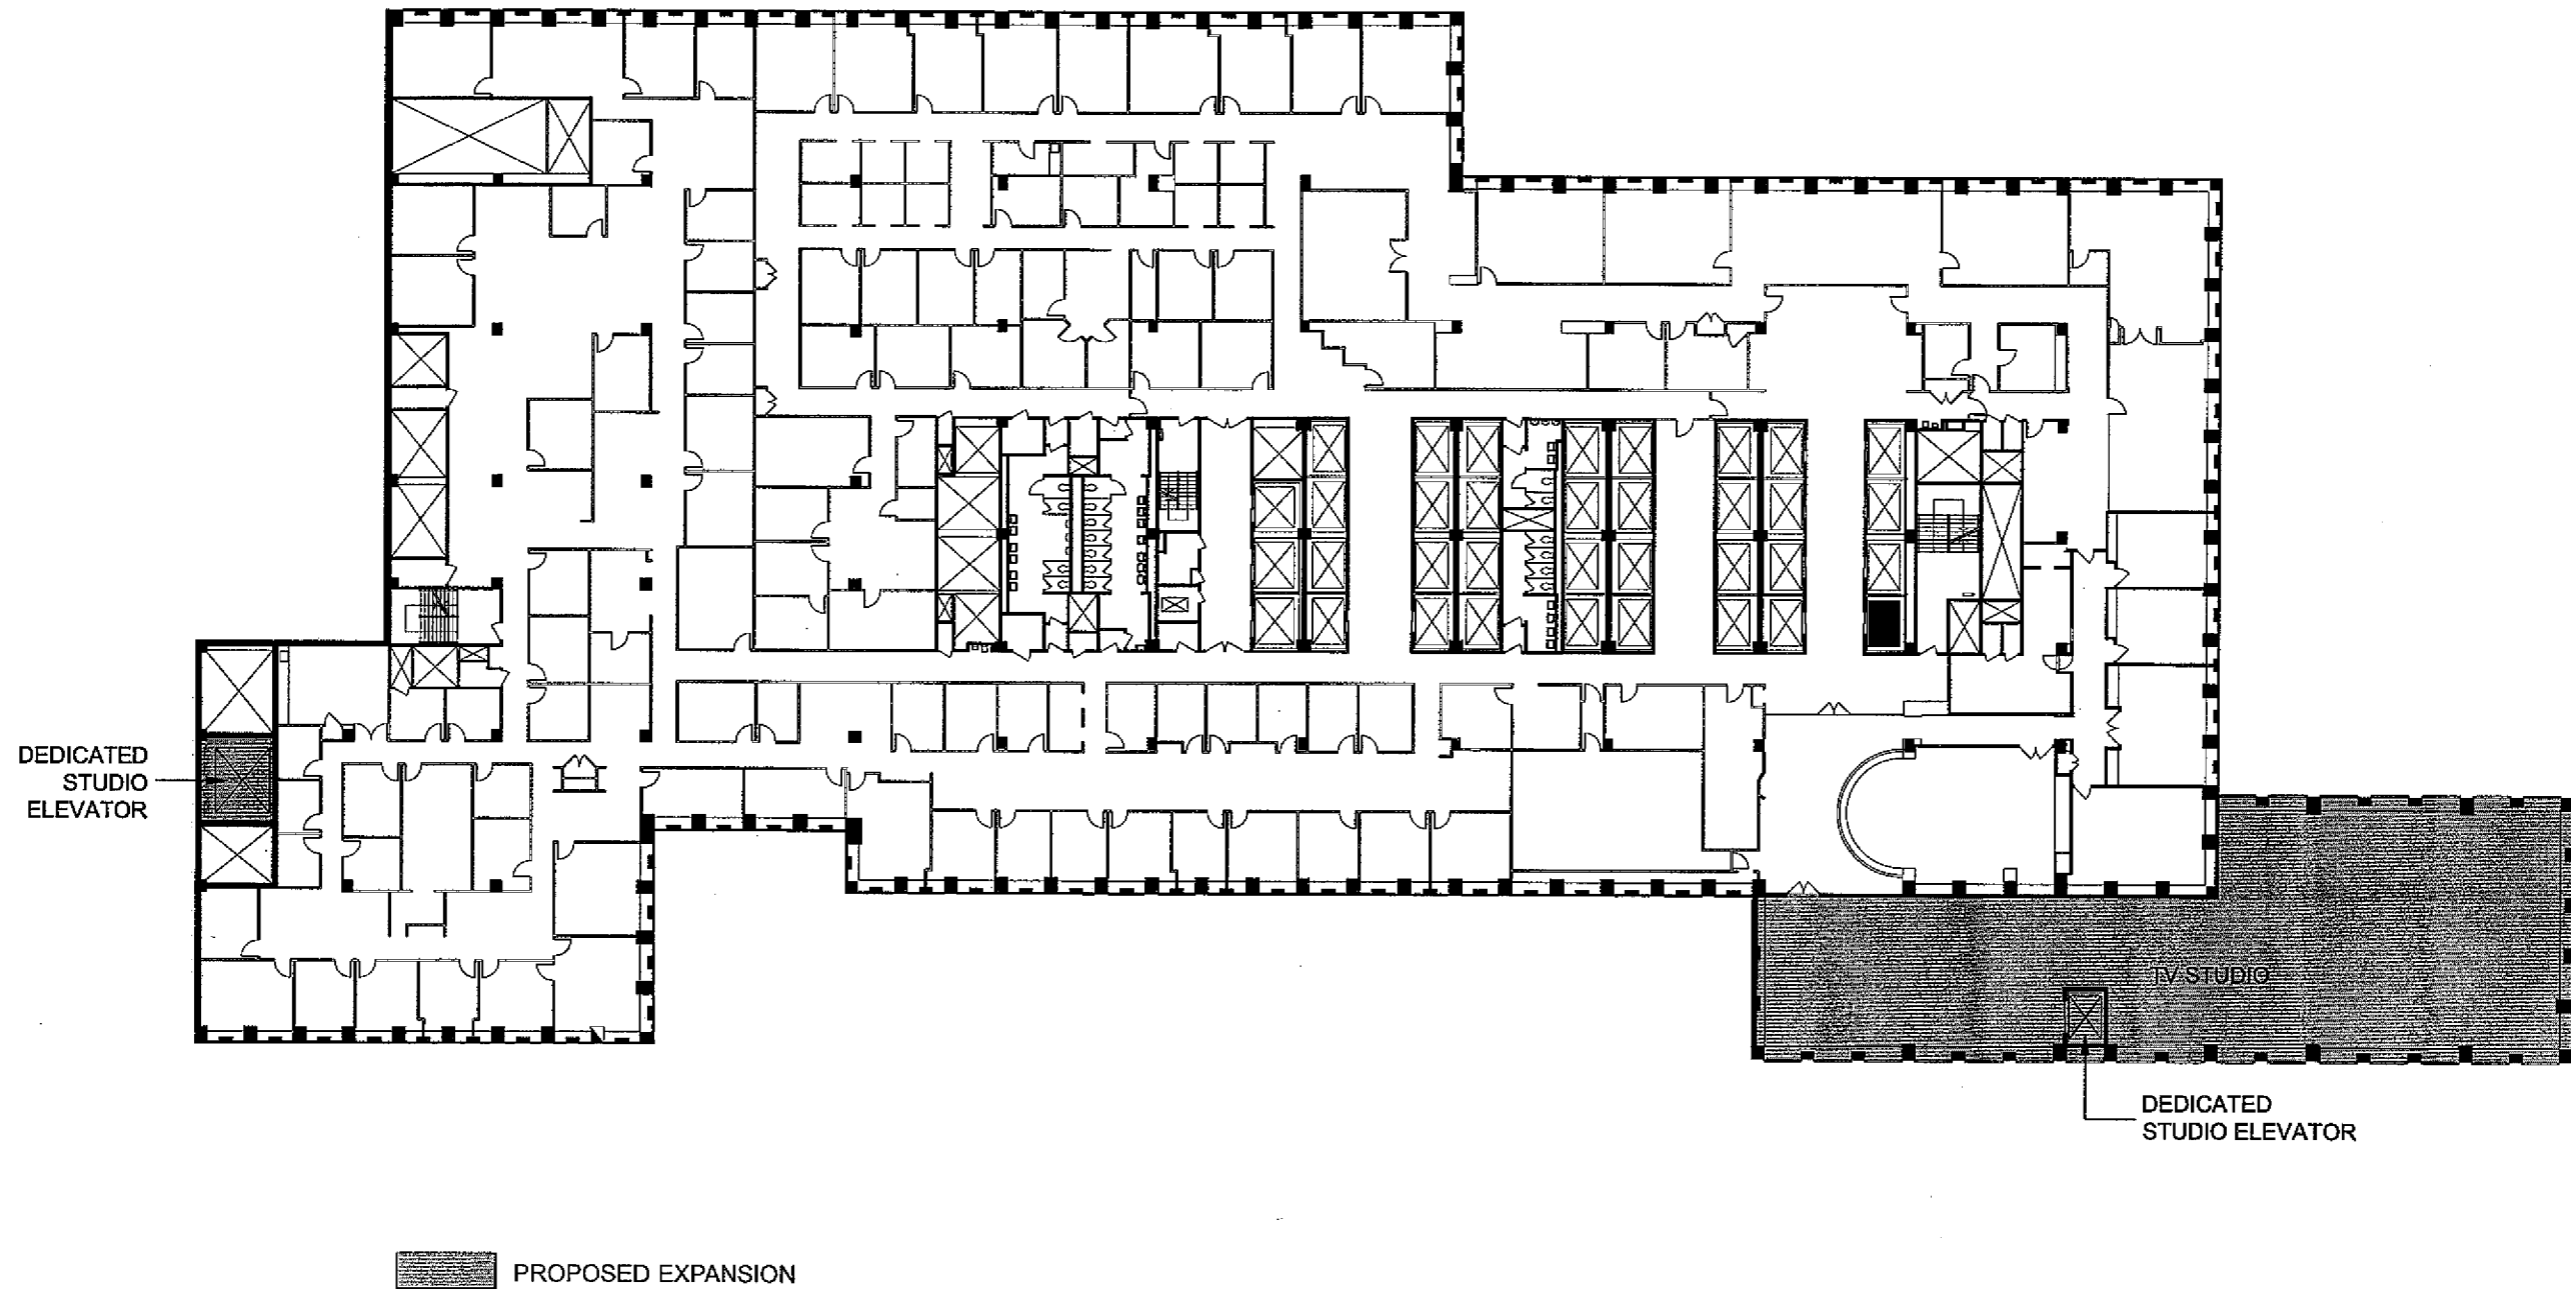 DEDICATED
STUDIO
ELEVATOR
TV STUDIO
DEDICATED
STUDIO ELEVATOR
PROPOSED EXPANSION